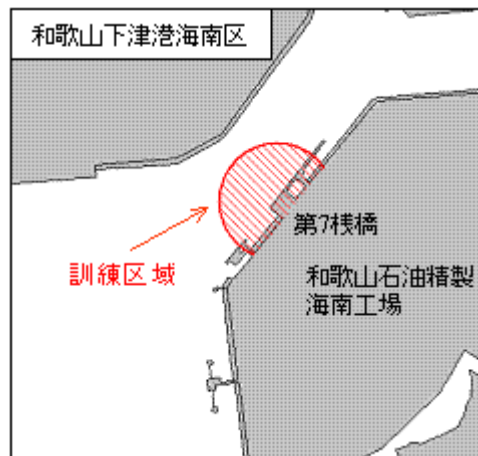 和歌山下津港海南区
第7桟橋
訓練区域
和歌山石油精製
海南工場